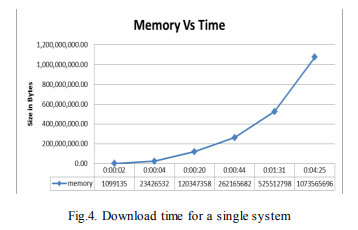 Memory Vs Time
Size in Bytes
1,200,000,000.00
1,000,000,000.00
800,000,000.00
600,000,000.00
400,000,000.00
200,000,000.00
0.00
0:00:02 0:00:04 0:00:20 0:00:44 0:01:31 0:04:25
memory 1099135 23426532 120347358 262165682 525512798 1073565696
Fig.4. Download time for a single system